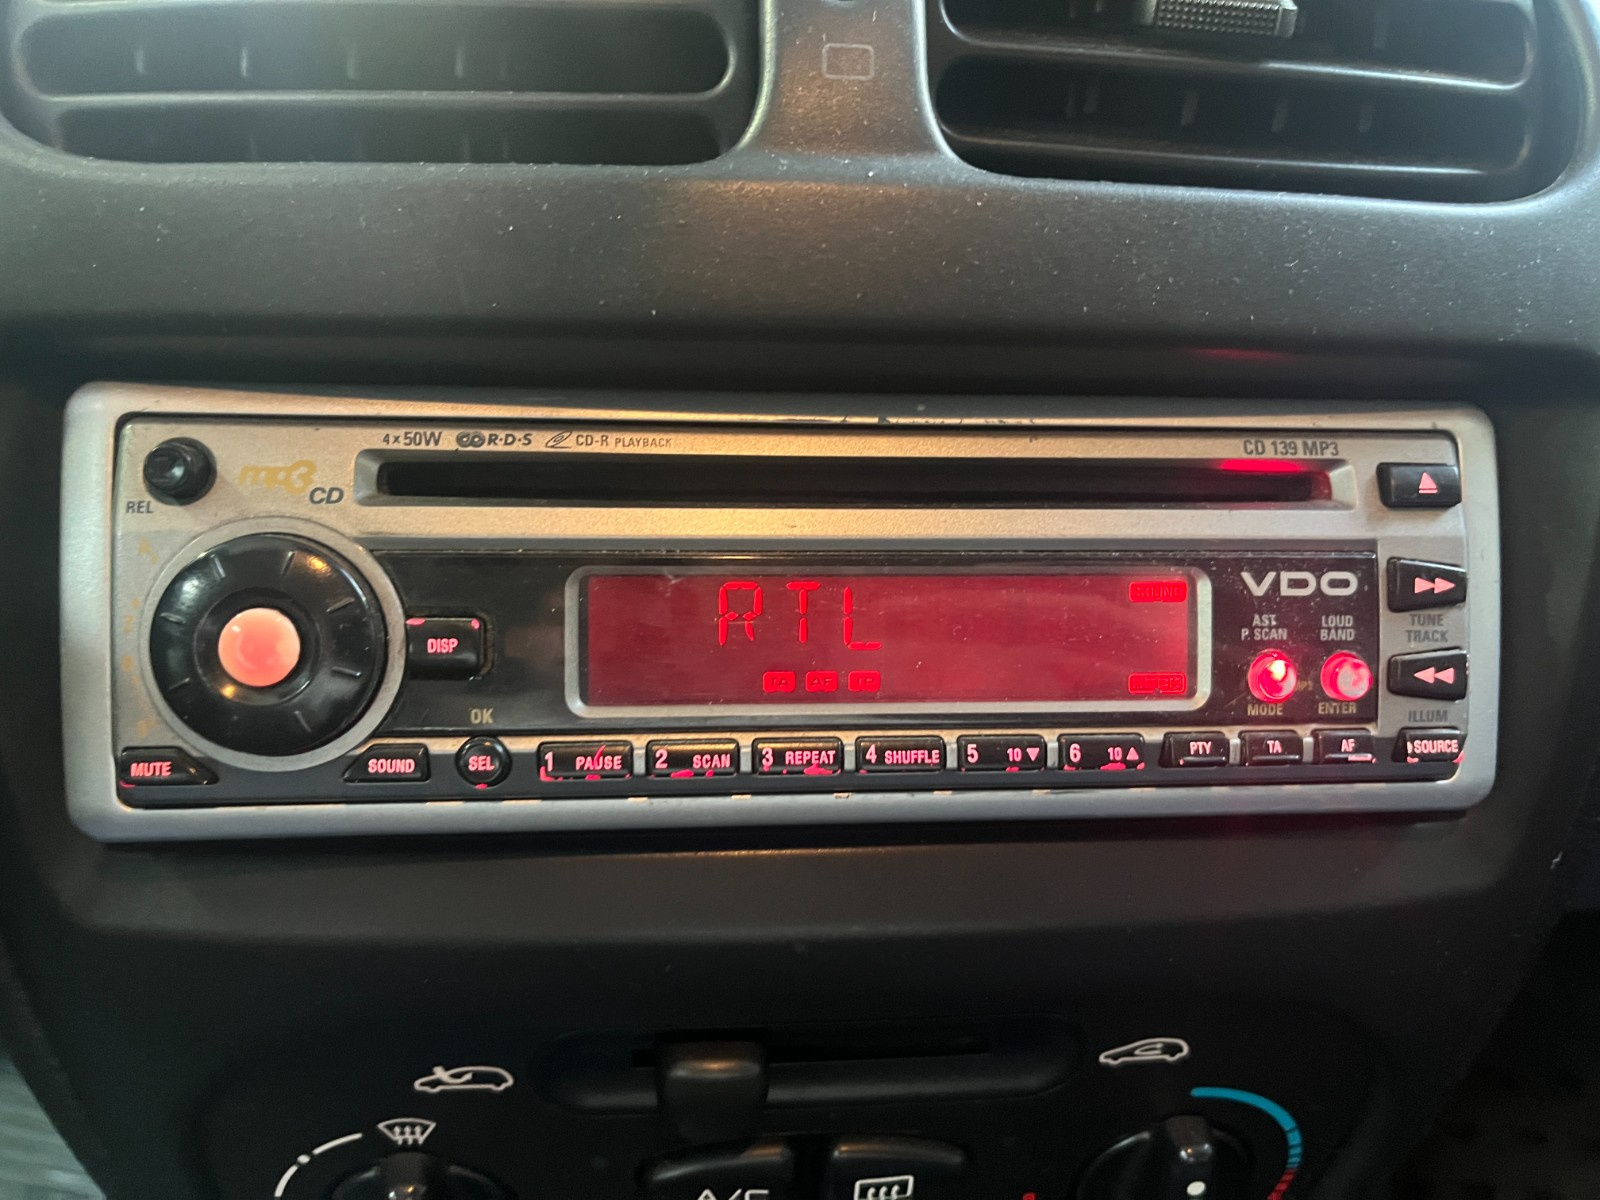 4×50W R·D·S CD-R PLAYBACK
CD 139 MP3
mp3 CD
REL
RTL
SOUND
TA AF TP
VDO
AST P.SCAN
LOUD BAND
MODE
ENTER
TUNE
TRACK
ILLUM
DISP
OK
MUTE
SOUND
SEL
1 PAUSE
2 SCAN
3 REPEAT
4 SHUFFLE
5 10 ▼
6 10 ▲
PTY
TA
AF
SOURCE
A/C